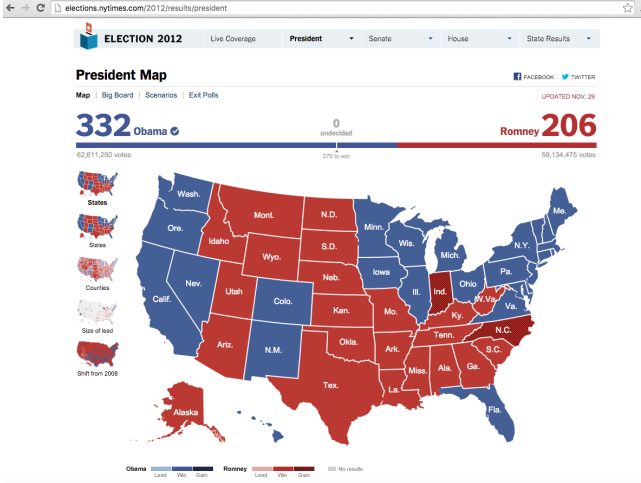 elections.nytimes.com/2012/results/president
ELECTION 2012 Live Coverage President Senate House State Results
President Map
FACEBOOK TWITTER
Map | Big Board | Scenarios | Exit Polls
UPDATED NOV. 29
332 Obama
0
undecided
Romney 206
62,611,250 votes
270 to win
59,134,475 votes
States
States
Counties
Size of lead
Shift from 2008
Wash.
Ore.
Calif.
Nev.
Idaho
Mont.
Wyo.
Utah
Ariz.
Colo.
N.M.
N.D.
S.D.
Neb.
Kan.
Okla.
Tex.
Minn.
Iowa
Mo.
Ark.
La.
Wis.
Ill.
Mich.
Ind.
Ohio
Ky.
Tenn.
Miss.
Ala.
Ga.
Fla.
S.C.
N.C.
Va.
W.Va.
Pa.
N.Y.
Me.
Alaska
Obama Lead Win Gain Romney Lead Win Gain No results